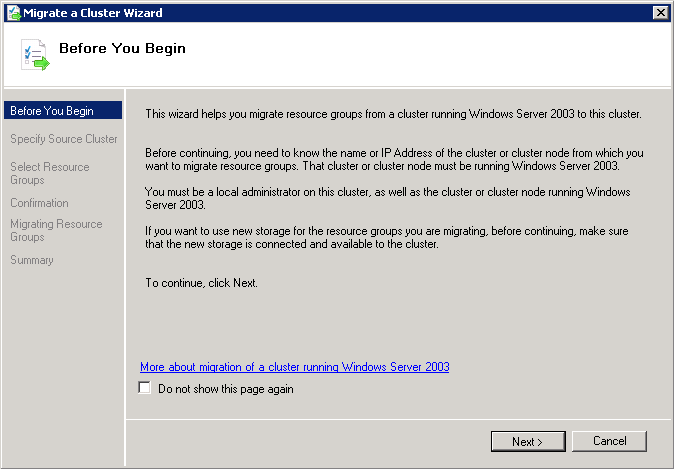 Migrate a Cluster Wizard
Before You Begin
Before You Begin
Specify Source Cluster
Select Resource
Groups
Confirmation
Migrating Resource
Groups
Summary
This wizard helps you migrate resource groups from a cluster running Windows Server 2003 to this cluster.
Before continuing, you need to know the name or IP Address of the cluster or cluster node from which you
want to migrate resource groups. That cluster or cluster node must be running Windows Server 2003.
You must be a local administrator on this cluster, as well as the cluster or cluster node running Windows
Server 2003.
If you want to use new storage for the resource groups you are migrating, before continuing, make sure
that the new storage is connected and available to the cluster.
To continue, click Next.
More about migration of a cluster running Windows Server 2003
Do not show this page again
Next >
Cancel